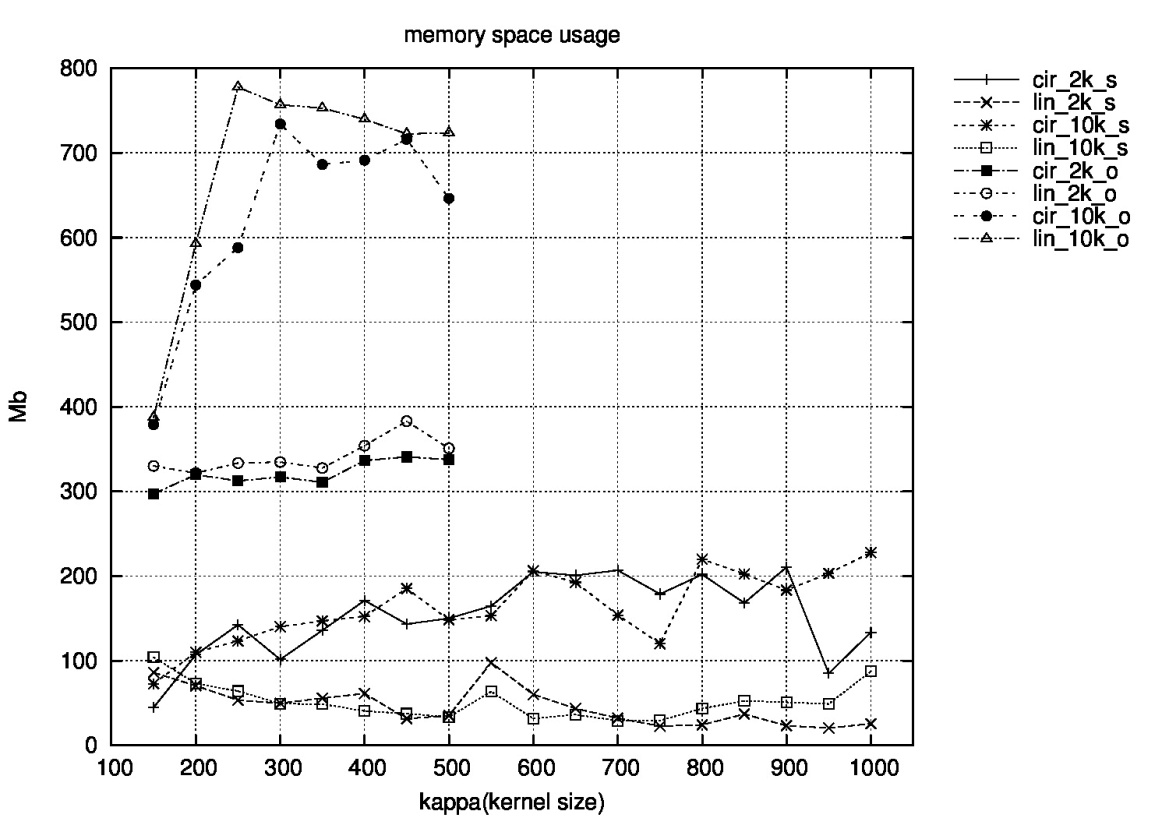 memory space usage
800
700
600
500
400
300
200
100
0
Mb
100 200 300 400 500 600 700 800 900 1000
kappa(kernel size)
cir_2k_s
lin_2k_s
cir_10k_s
lin_10k_s
cir_2k_o
lin_2k_o
cir_10k_o
lin_10k_o